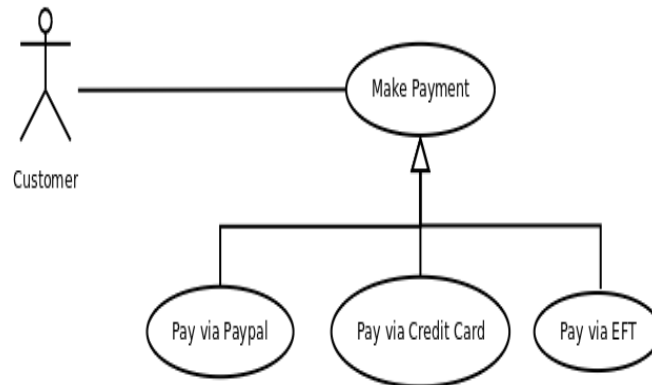 Make Payment
Customer
Pay via Paypal
Pay via Credit Card
Pay via EFT